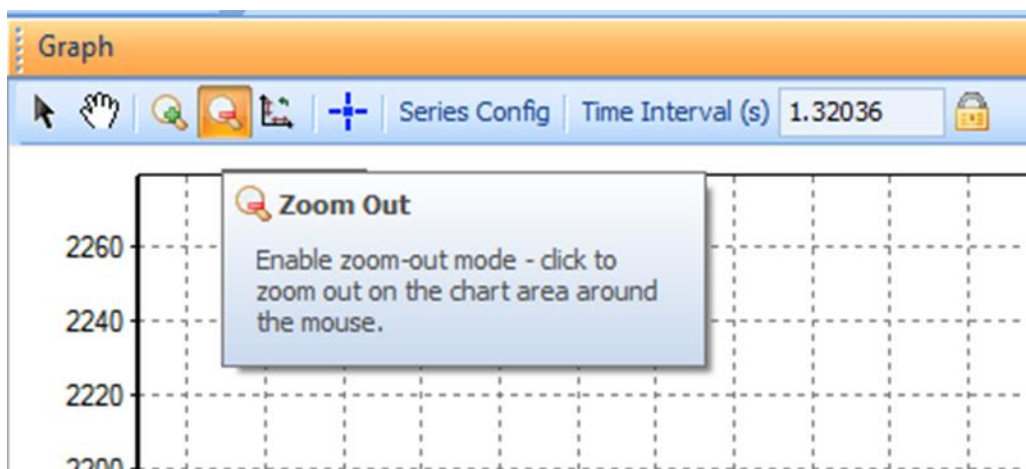 Graph
Series Config Time Interval (s) 1.32036
Zoom Out
Enable zoom-out mode - click to
zoom out on the chart area around
the mouse.
2260
2240
2220
2200